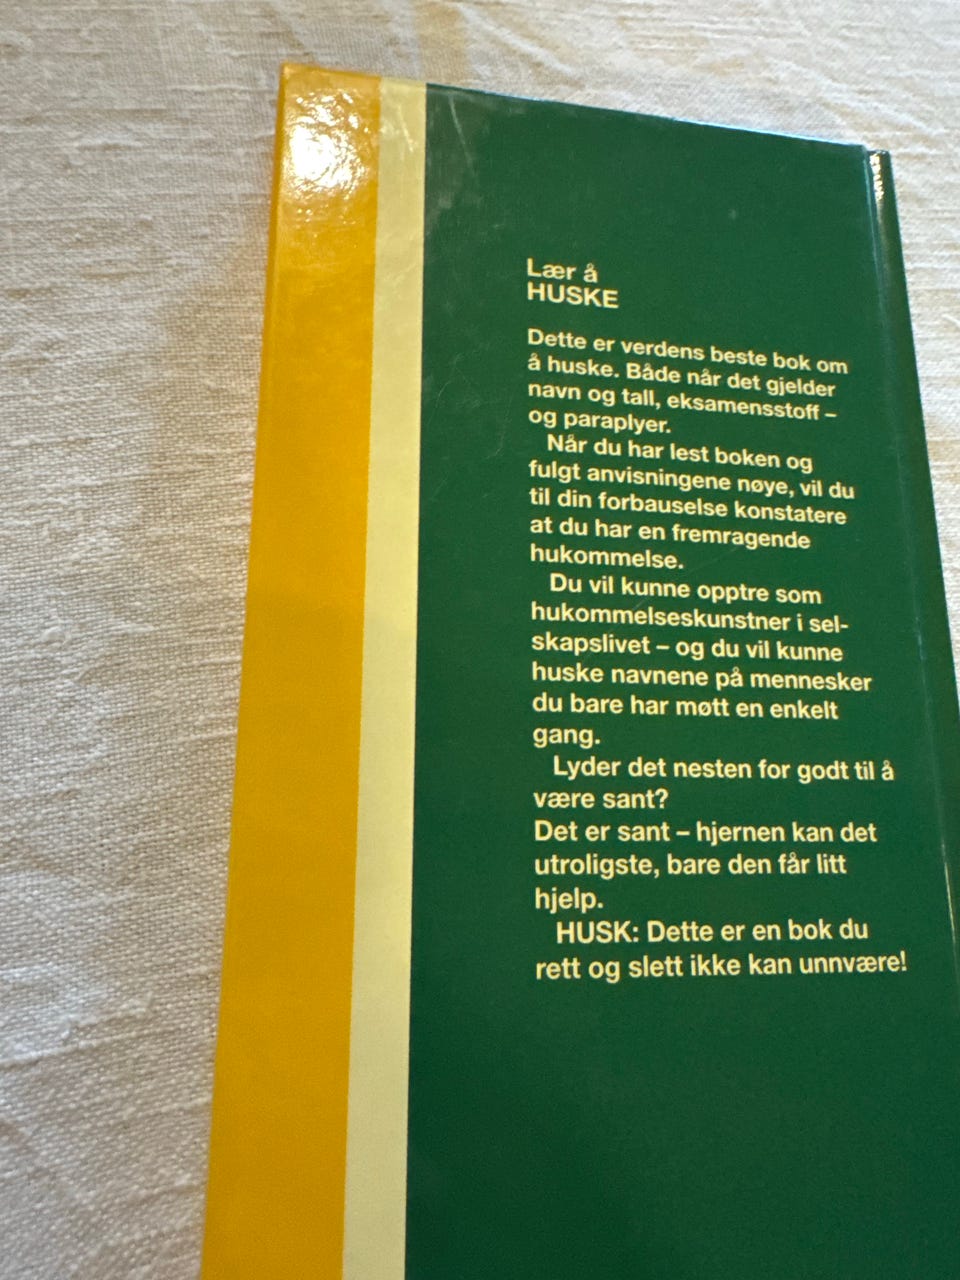 Lær å
HUSKE
Dette er verdens beste bok om
å huske. Både når det gjelder
navn og tall, eksamensstoff –
og paraplyer.
Når du har lest boken og
fulgt anvisningene nøye, vil du
til din forbauselse konstatere
at du har en fremragende
hukommelse.
Du vil kunne opptre som
hukommelseskunstner i sel-
skapslivet – og du vil kunne
huske navnene på mennesker
du bare har møtt en enkelt
gang.
Lyder det nesten for godt til å
være sant?
Det er sant – hjernen kan det
utroligste, bare den får litt
hjelp.
HUSK: Dette er en bok du
rett og slett ikke kan unnvære!